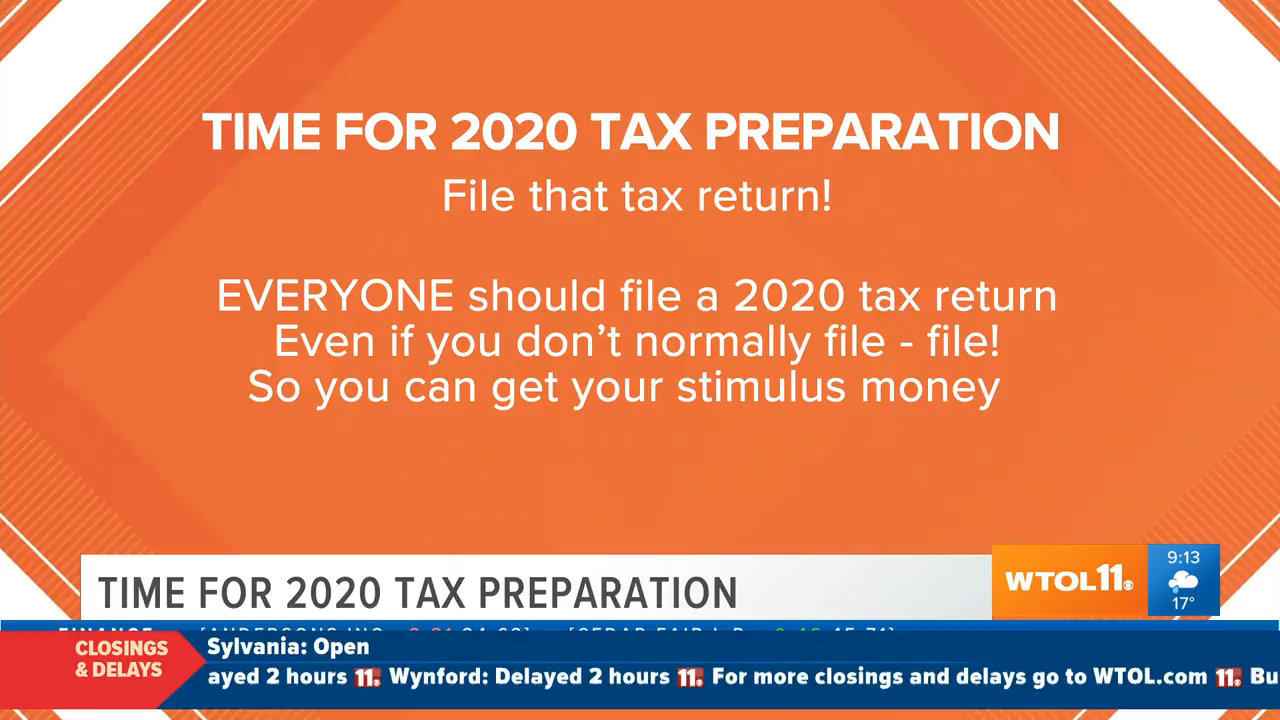 TIME FOR 2020 TAX PREPARATION
File that tax return!
EVERYONE should file a 2020 tax return
Even if you don’t normally file - file!
So you can get your stimulus money
TIME FOR 2020 TAX PREPARATION
WTOL11
9:13
17°
CLOSINGS
& DELAYS
Sylvania: Open
ayed 2 hours 11 Wynford: Delayed 2 hours 11 For more closings and delays go to WTOL.com 11 Bu